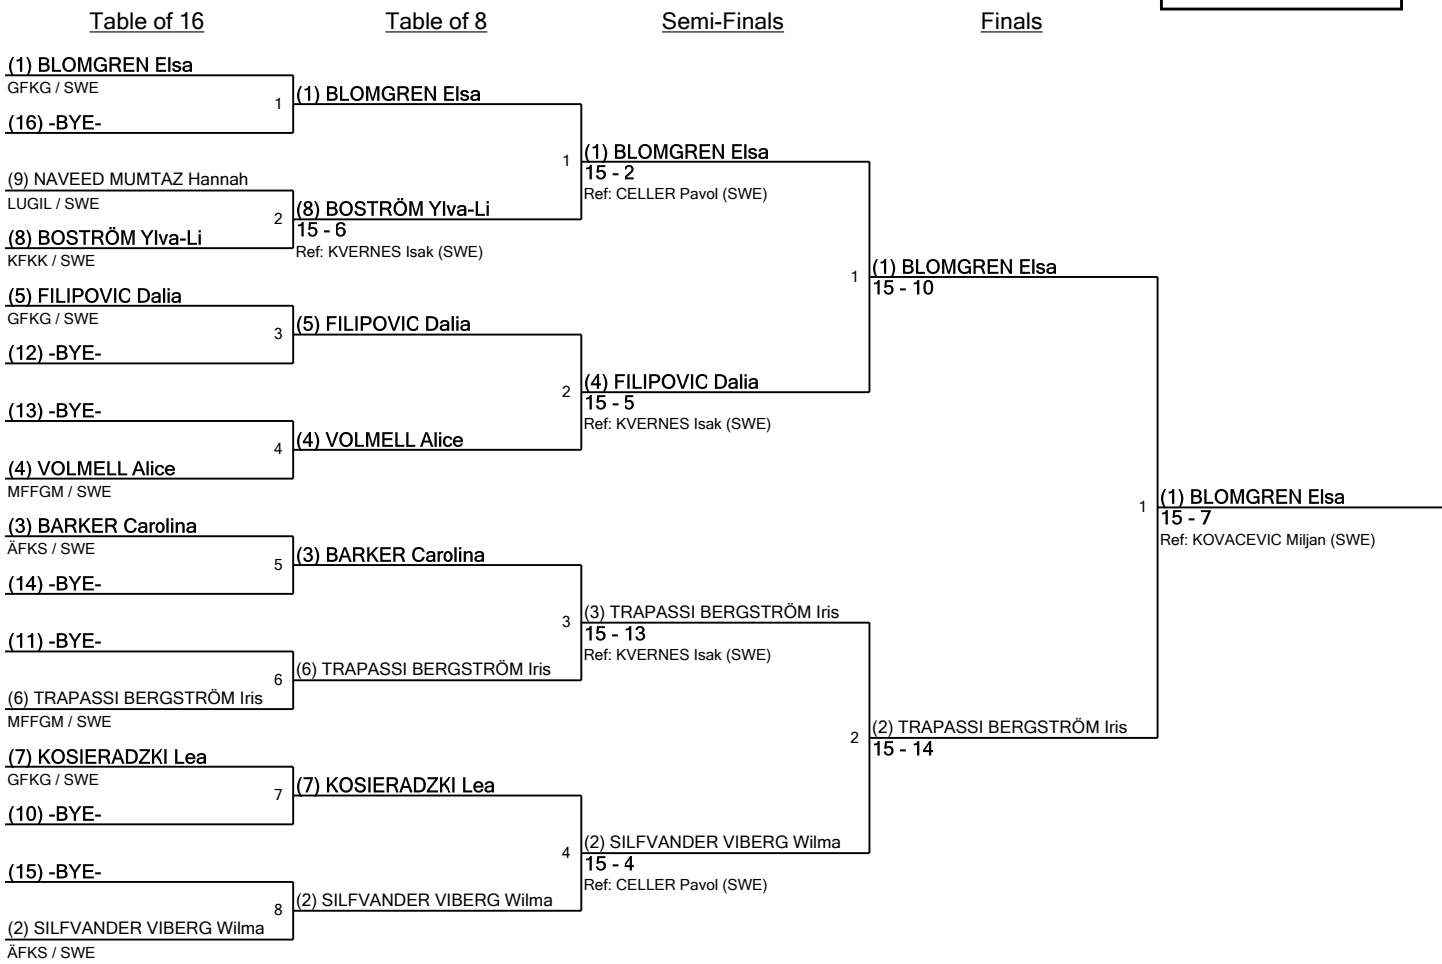 Table of 16
Table of 8
Semi-Finals
Finals
(1) BLOMGREN Elsa
GFKG / SWE
1
(16) -BYE-
(9) NAVEED MUMTAZ Hannah
LUGIL / SWE
2
(8) BOSTRÖM Ylva-Li
KFKK / SWE
(5) FILIPOVIC Dalia
GFKG / SWE
3
(12) -BYE-
(13) -BYE-
4
(4) VOLMELL Alice
MFFGM / SWE
(3) BARKER Carolina
ÄFKS / SWE
5
(14) -BYE-
(11) -BYE-
6
(6) TRAPASSI BERGSTRÖM Iris
MFFGM / SWE
(7) KOSIERADZKI Lea
GFKG / SWE
7
(10) -BYE-
(15) -BYE-
8
(2) SILFVANDER VIBERG Wilma
ÄFKS / SWE
(1) BLOMGREN Elsa
1
(8) BOSTRÖM Ylva-Li
15 - 6
Ref: KVERNES Isak (SWE)
(5) FILIPOVIC Dalia
2
(4) VOLMELL Alice
(3) BARKER Carolina
3
(6) TRAPASSI BERGSTRÖM Iris
(7) KOSIERADZKI Lea
4
(2) SILFVANDER VIBERG Wilma
(1) BLOMGREN Elsa
15 - 2
Ref: CELLER Pavol (SWE)
1
(4) FILIPOVIC Dalia
15 - 5
Ref: KVERNES Isak (SWE)
(3) TRAPASSI BERGSTRÖM Iris
15 - 13
Ref: KVERNES Isak (SWE)
2
(2) SILFVANDER VIBERG Wilma
15 - 4
Ref: CELLER Pavol (SWE)
(1) BLOMGREN Elsa
15 - 10
1
(2) TRAPASSI BERGSTRÖM Iris
15 - 14
(1) BLOMGREN Elsa
15 - 7
Ref: KOVACEVIC Miljan (SWE)